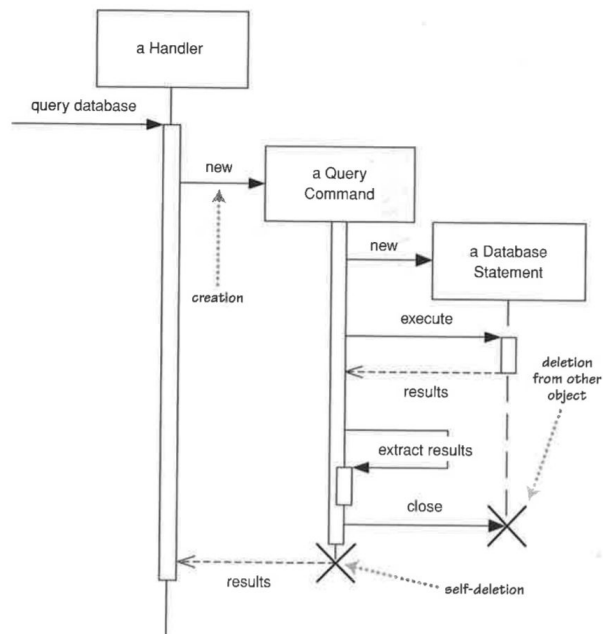 a Handler
query database
new
a Query
Command
new
a Database
Statement
creation
execute
deletion
from other
object
results
extract results
close
results
self-deletion